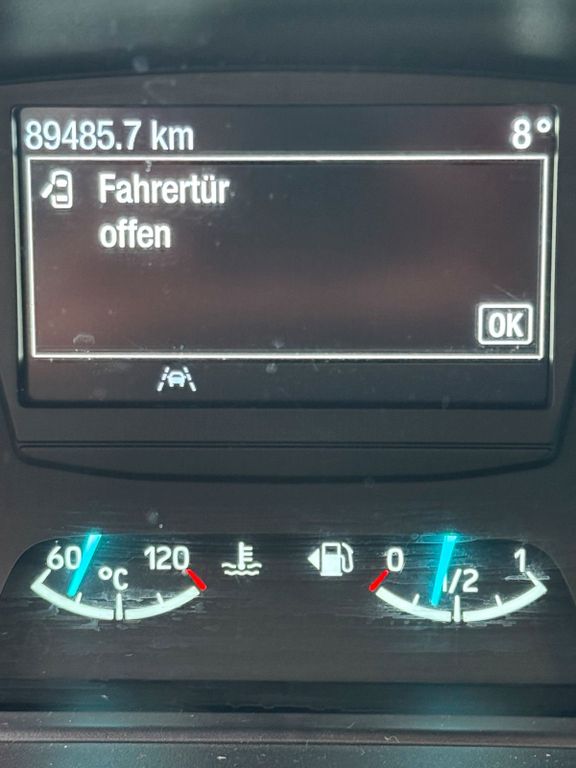 89485.7 km 8°
Fahrertür
offen
OK
60 120 0 1
°C 1/2